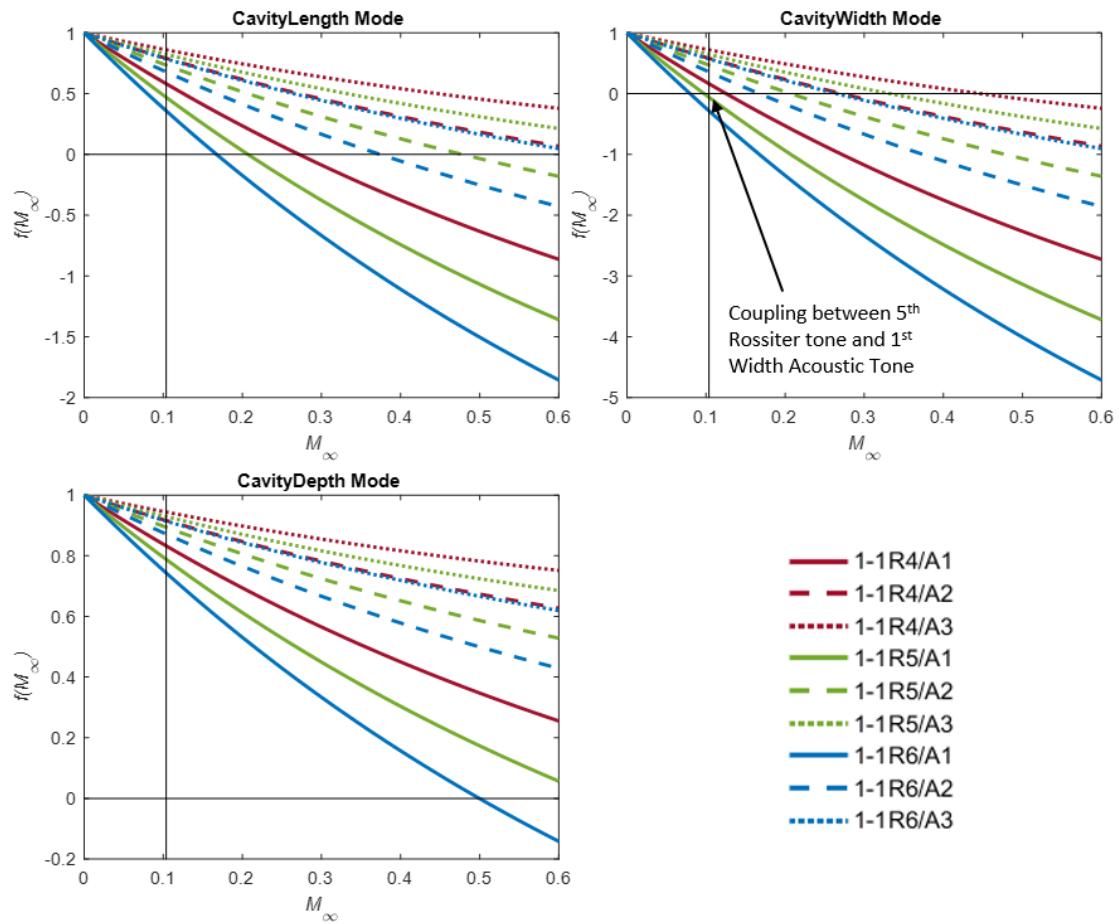 CavityLength Mode
1
0.5
0
-0.5
-1
-1.5
-2
f(M∞)
0 0.1 0.2 0.3 0.4 0.5 0.6
M∞
CavityWidth Mode
1
0
-1
-2
-3
-4
-5
f(M∞)
Coupling between 5th
Rossiter tone and 1st
Width Acoustic Tone
0 0.1 0.2 0.3 0.4 0.5 0.6
M∞
CavityDepth Mode
1
0.8
0.6
0.4
0.2
0
-0.2
f(M∞)
0 0.1 0.2 0.3 0.4 0.5 0.6
M∞
1-1R4/A1
1-1R4/A2
1-1R4/A3
1-1R5/A1
1-1R5/A2
1-1R5/A3
1-1R6/A1
1-1R6/A2
1-1R6/A3